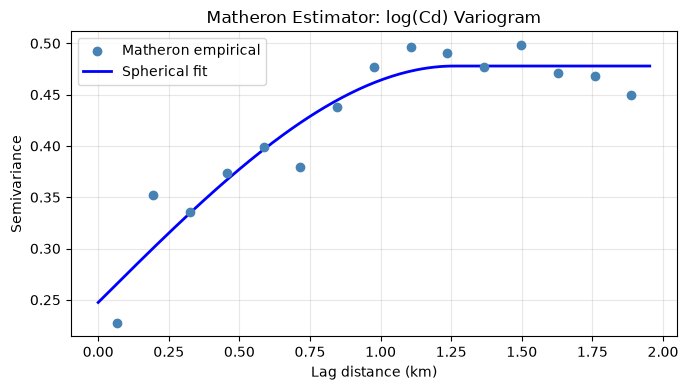 Matheron Estimator: log(Cd) Variogram
Matheron empirical
Spherical fit
Semivariance
0.50
0.45
0.40
0.35
0.30
0.25
0.00 0.25 0.50 0.75 1.00 1.25 1.50 1.75 2.00
Lag distance (km)